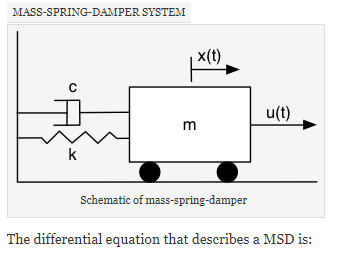 MASS-SPRING-DAMPER SYSTEM
x(t)
c
u(t)
m
k
Schematic of mass-spring-damper
The differential equation that describes a MSD is: